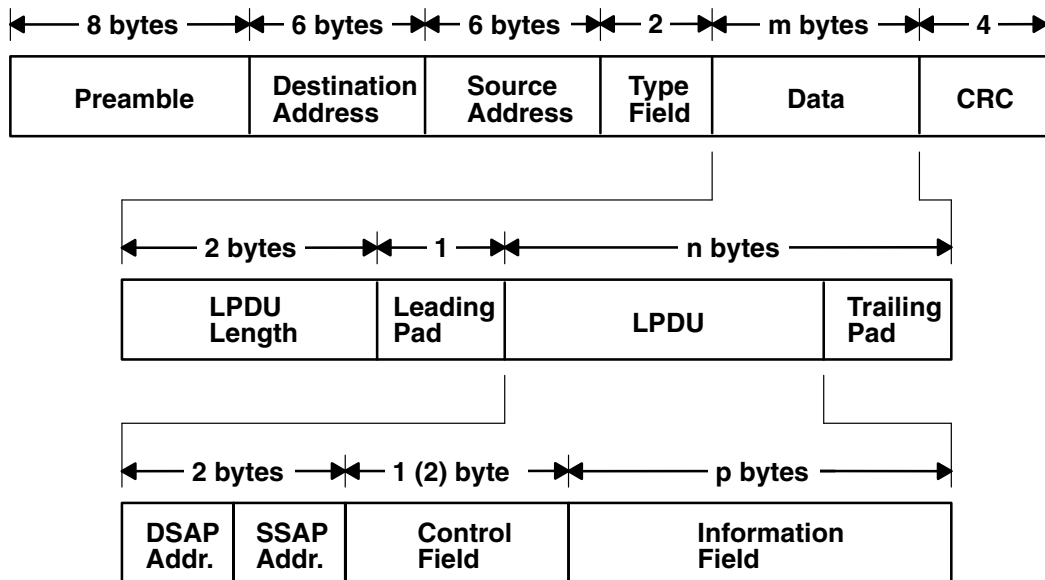 8 bytes 6 bytes 6 bytes 2 m bytes 4
Preamble Destination Address Source Address Type Field Data CRC
2 bytes 1 n bytes
LPDU Length Leading Pad LPDU Trailing Pad
2 bytes 1 (2) byte p bytes
DSAP Addr. SSAP Addr. Control Field Information Field